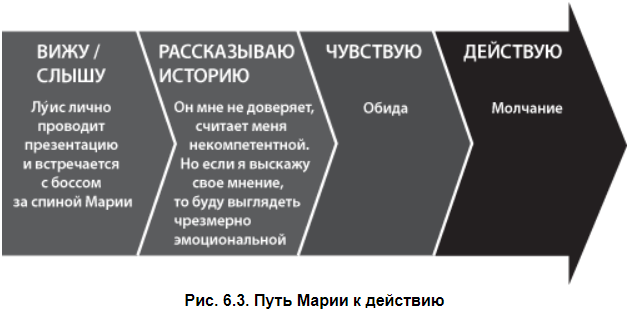 ВИЖУ /
СЛЫШУ
Лу́ис лично
проводит
презентацию
и встречается
с боссом
за спиной Марии
РАССКАЗЫВАЮ
ИСТОРИЮ
Он мне не доверяет,
считает меня
некомпетентной.
Но если я выскажу
свое мнение,
то буду выглядеть
чрезмерно
эмоциональной
ЧУВСТВУЮ
Обида
ДЕЙСТВУЮ
Молчание
Рис. 6.3. Путь Марии к действию